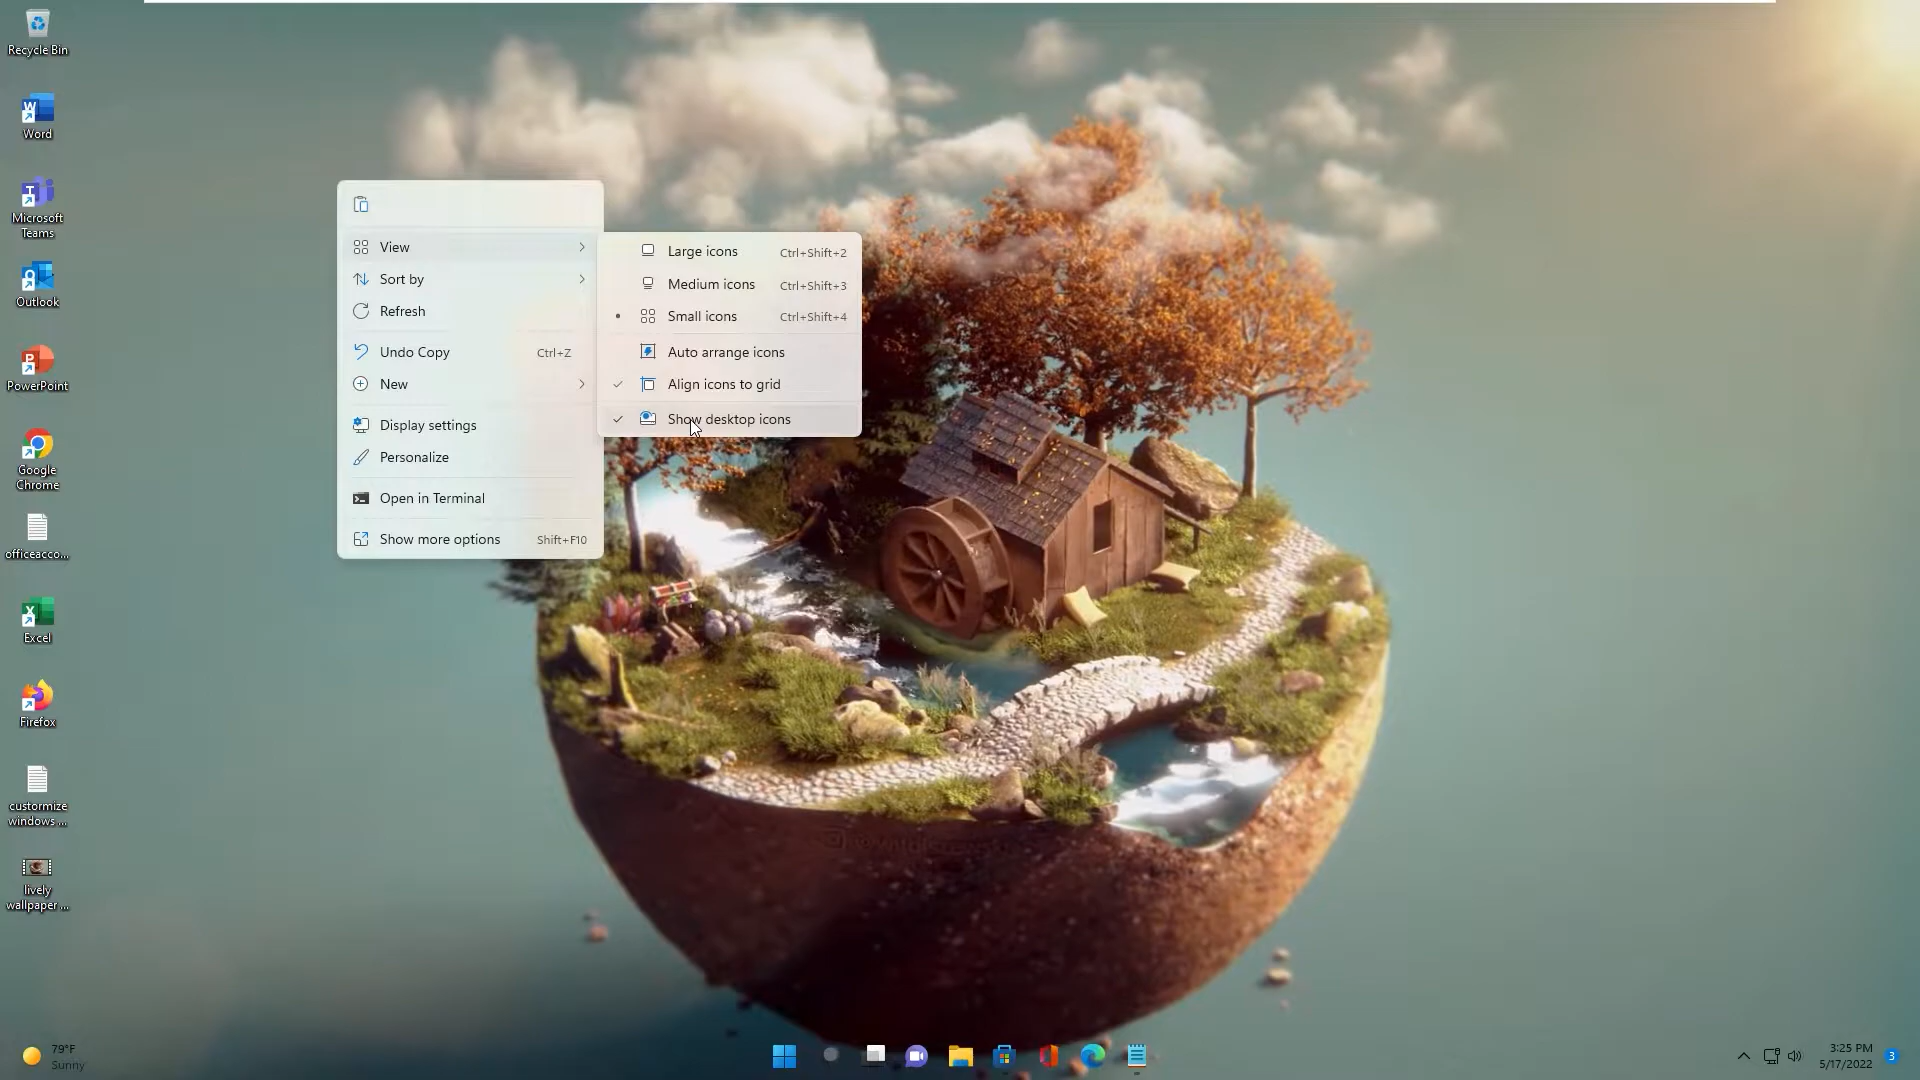 Recycle Bin
Word
Microsoft
Teams
Outlook
PowerPoint
Google
Chrome
officeacco...
Excel
Firefox
custormize
windows ...
lively
wallpaper ...
View
Sort by
Refresh
Undo Copy Ctrl+Z
New
Display settings
Personalize
Open in Terminal
Show more options Shift+F10
Large icons Ctrl+Shift+2
Medium icons Ctrl+Shift+3
Small icons Ctrl+Shift+4
Auto arrange icons
Align icons to grid
Show desktop icons
79°F
Sunny
3:25 PM
5/17/2022
3